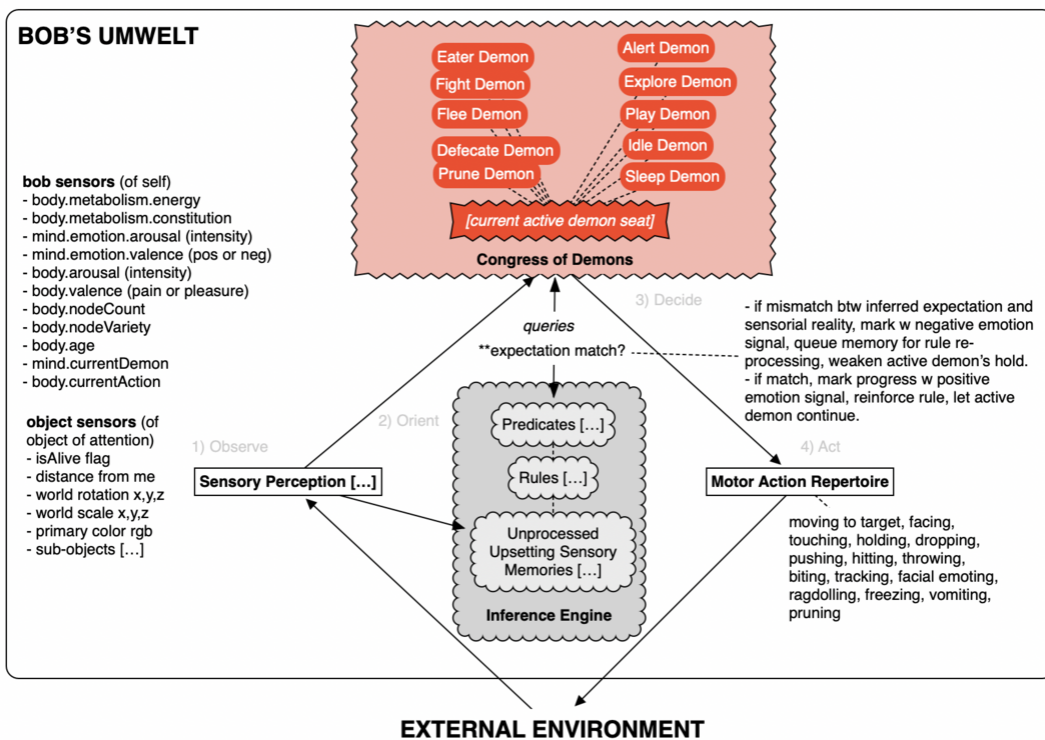 BOB'S UMWELT
Eater Demon
Fight Demon
Flee Demon
Defecate Demon
Prune Demon
Alert Demon
Explore Demon
Play Demon
Idle Demon
Sleep Demon
[current active demon seat]
Congress of Demons
bob sensors (of self)
- body.metabolism.energy
- body.metabolism.constitution
- mind.emotion.arousal (intensity)
- mind.emotion.valence (pos or neg)
- body.arousal (intensity)
- body.valence (pain or pleasure)
- body.nodeCount
- body.nodeVariety
- body.age
- mind.currentDemon
- body.currentAction
object sensors (of
object of attention)
- isAlive flag
- distance from me
- world rotation x,y,z
- world scale x,y,z
- primary color rgb
- sub-objects […]
1) Observe
Sensory Perception […]
2) Orient
queries
**expectation match?
Predicates […]
Rules […]
Unprocessed
Upsetting Sensory
Memories […]
Inference Engine
3) Decide
- if mismatch btw inferred expectation and
sensorial reality, mark w negative emotion
signal, queue memory for rule re-
processing, weaken active demon's hold.
- if match, mark progress w positive
emotion signal, reinforce rule, let active
demon continue.
4) Act
Motor Action Repertoire
moving to target, facing,
touching, holding, dropping,
pushing, hitting, throwing,
biting, tracking, facial emoting,
ragdolling, freezing, vomiting,
pruning
EXTERNAL ENVIRONMENT